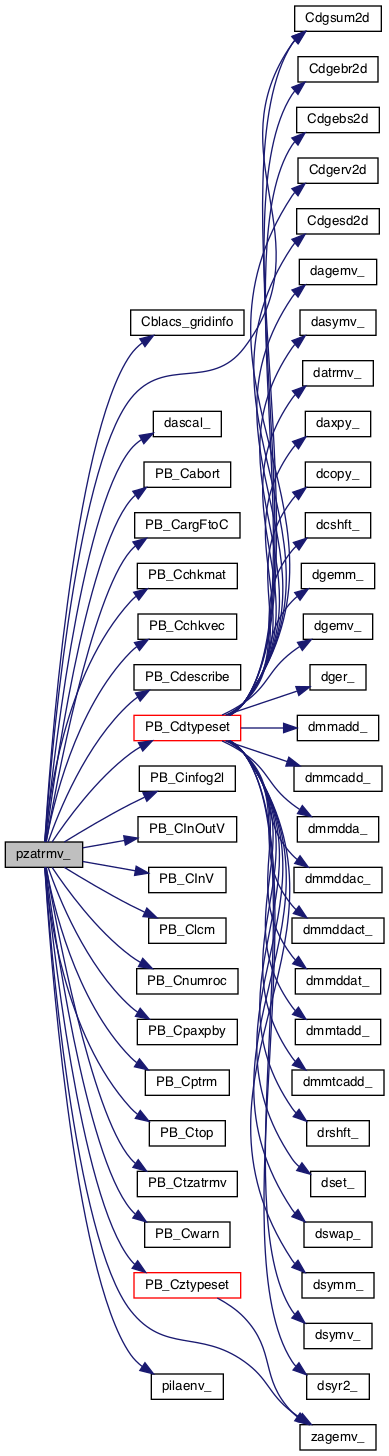 Cdgsum2d
Cdgebr2d
Cdgebs2d
Cdgerv2d
Cdgesd2d
dagemv_
Cblacs_gridinfo
dasymv_
datrmv_
dascal_
daxpy_
PB_Cabort
dcopy_
PB_CargFtoC
dcshft_
PB_Cchkmat
dgemm_
PB_Cchkvec
dgemv_
PB_Cdescribe
dger_
PB_Cdtypeset
dmmadd_
PB_Cinfog2l
dmmcadd_
PB_CInOutV
dmmdda_
pzatrmv_
PB_CInV
dmmddac_
PB_Clcm
dmmddact_
PB_Cnumroc
dmmddat_
PB_Cpaxpby
dmmtadd_
PB_Cptrm
dmmtcadd_
PB_Ctop
drshft_
PB_Ctzatrmv
dset_
PB_Cwarn
dswap_
PB_Cztypeset
dsymm_
dsymv_
pilaenv_
dsyr2_
zagemv_